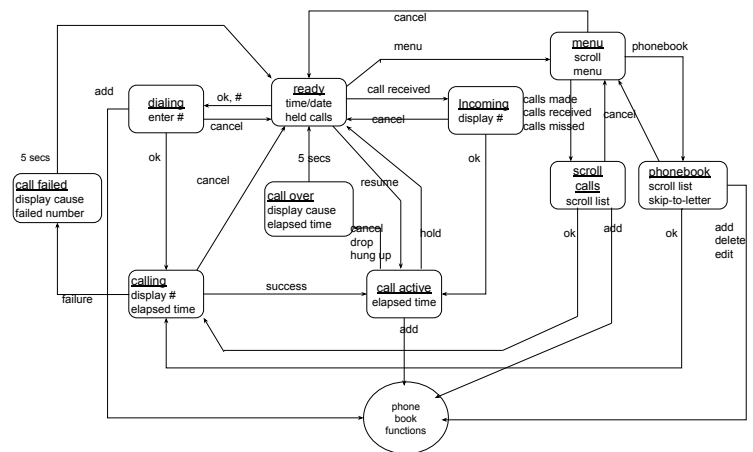 cancel
menu
menu
scroll
menu
phonebook
add
dialing
enter #
ok, #
cancel
ready
time/date
held calls
call received
cancel
Incoming
display #
calls made
calls received
calls missed
cancel
5 secs
ok
cancel
5 secs
resume
ok
call failed
display cause
failed number
call over
display cause
elapsed time
scroll
calls
scroll list
phonebook
scroll list
skip-to-letter
cancel
drop
hung up
hold
ok
add
ok
add
delete
edit
calling
display #
elapsed time
failure
success
call active
elapsed time
add
phone
book
functions